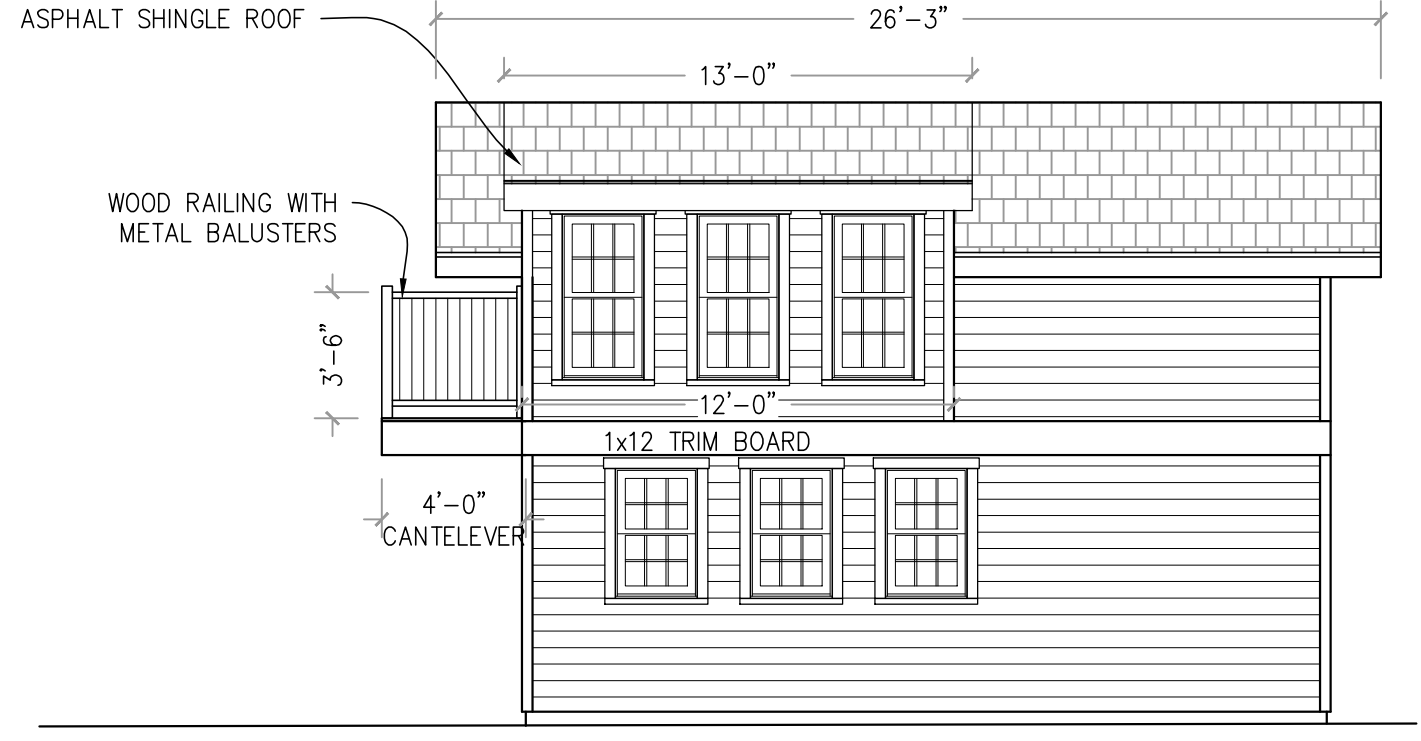 ASPHALT SHINGLE ROOF
26'-3"
13'-0"
WOOD RAILING WITH
METAL BALUSTERS
3'-6"
12'-0"
1x12 TRIM BOARD
4'-0"
CANTELEVER